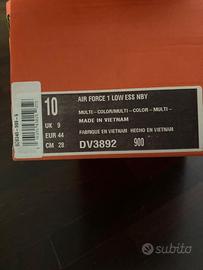 10
UK 9
EUR 44
CM 28
AIR FORCE 1 LOW ESS NBY
MULTI-COLOR/MULTI-COLOR-MULTI-
MADE IN VIETNAM
FABRIQUÉ EN VIETNAM HECHO EN VIETNAM
DV3892 900
subito